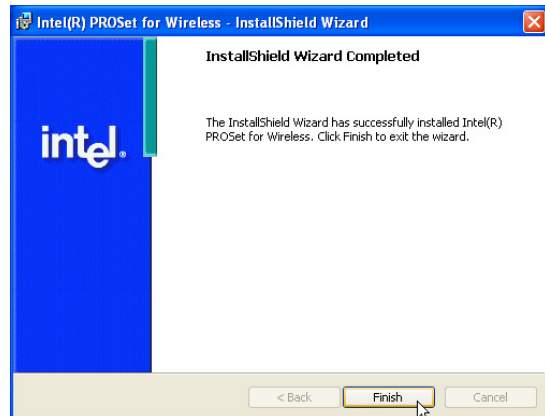 Intel(R) PROSet for Wireless - InstallShield Wizard
InstallShield Wizard Completed
The InstallShield Wizard has successfully installed Intel(R)
PROSet for Wireless. Click Finish to exit the wizard.
intel.
< Back
Finish
Cancel